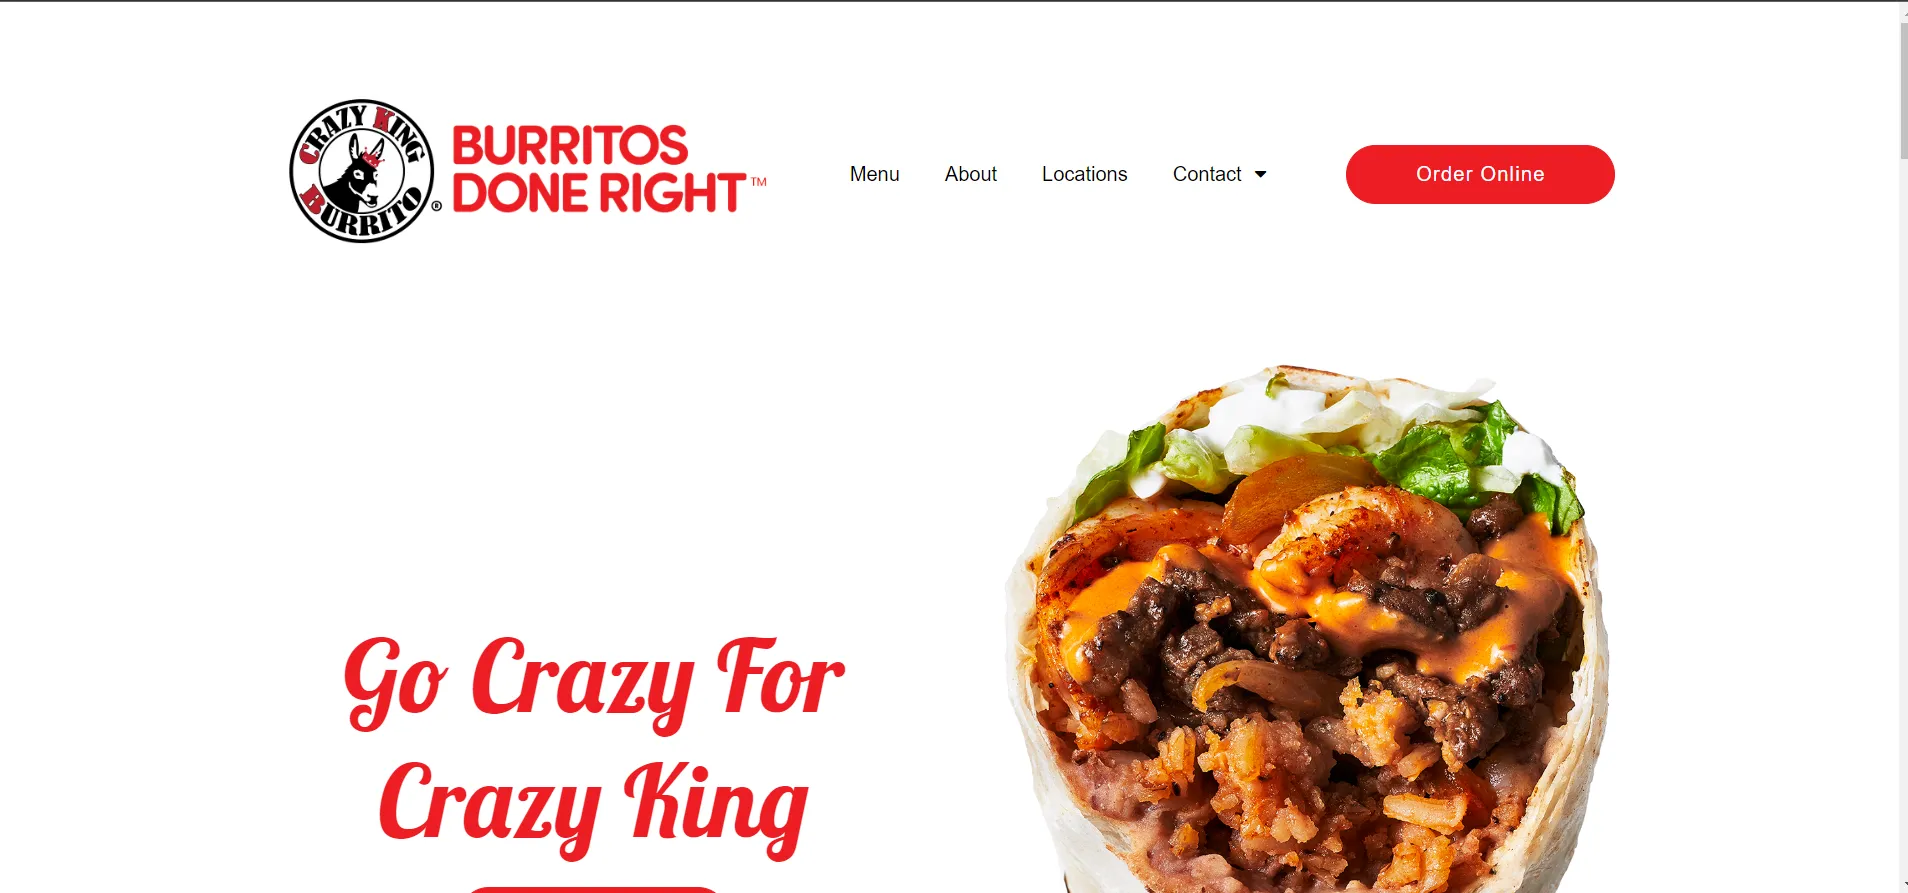 CRAZY KING
BURRITO
®
BURRITOS
DONE RIGHT™
Menu
About
Locations
Contact
Order Online
Go Crazy For
Crazy King